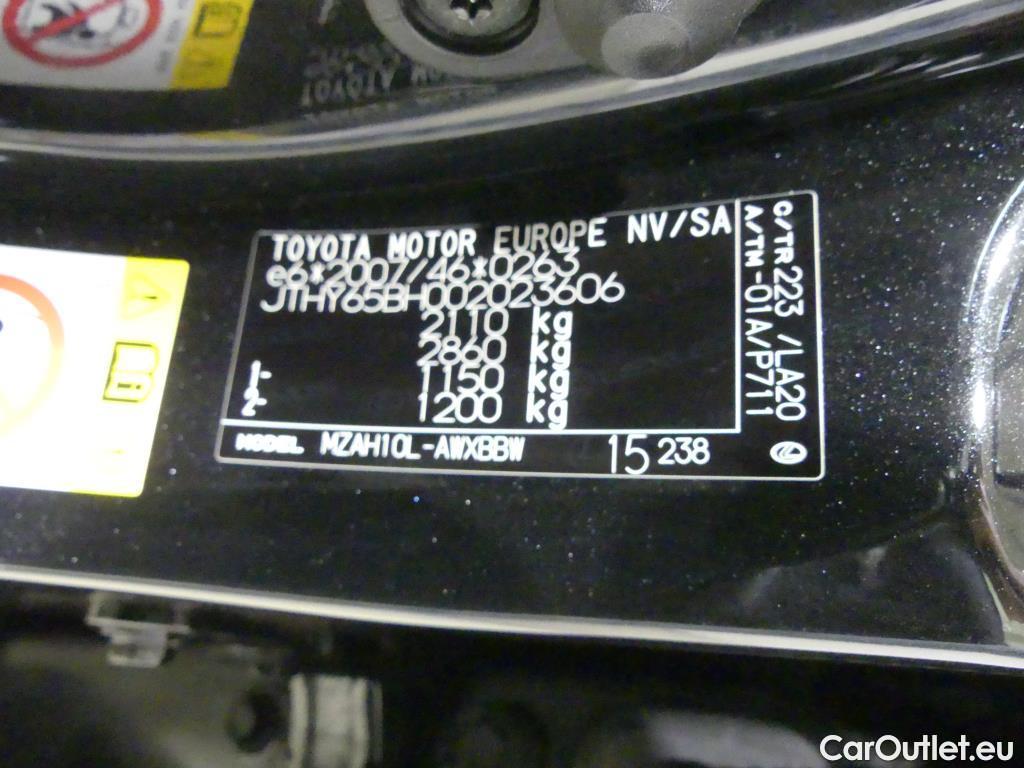 TOYOTA MOTOR EUROPE NV/SA
e6*2007/46*0263
JTHY65BH002023606
2110 kg
2860 kg
1- 1150 kg
2- 1200 kg
MODEL MZAH10L-AWXBBW 15 238
C/TR 223 /LA20
A/TM -01A/P711
CarOutlet.eu